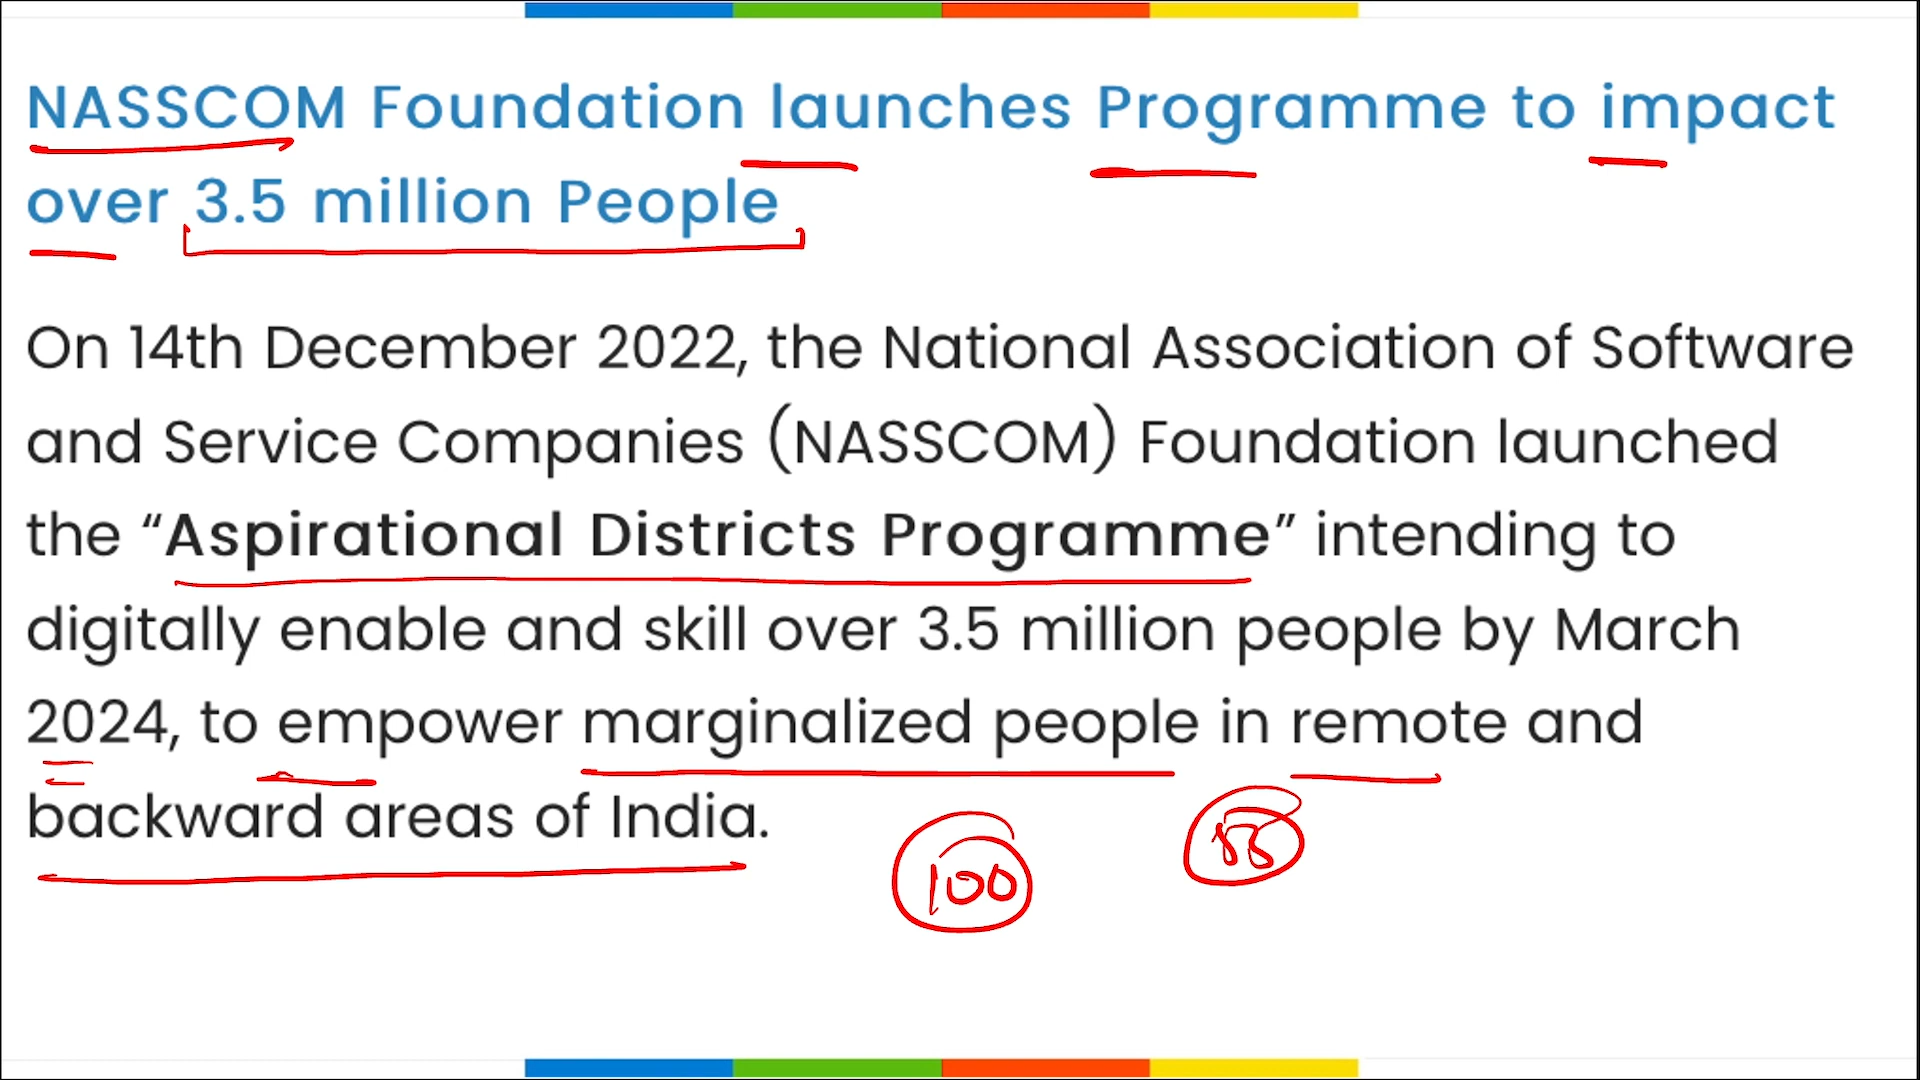 NASSCOM Foundation launches Programme to impact
over 3.5 million People
On 14th December 2022, the National Association of Software
and Service Companies (NASSCOM) Foundation launched
the “Aspirational Districts Programme” intending to
digitally enable and skill over 3.5 million people by March
2024, to empower marginalized people in remote and
backward areas of India.
100